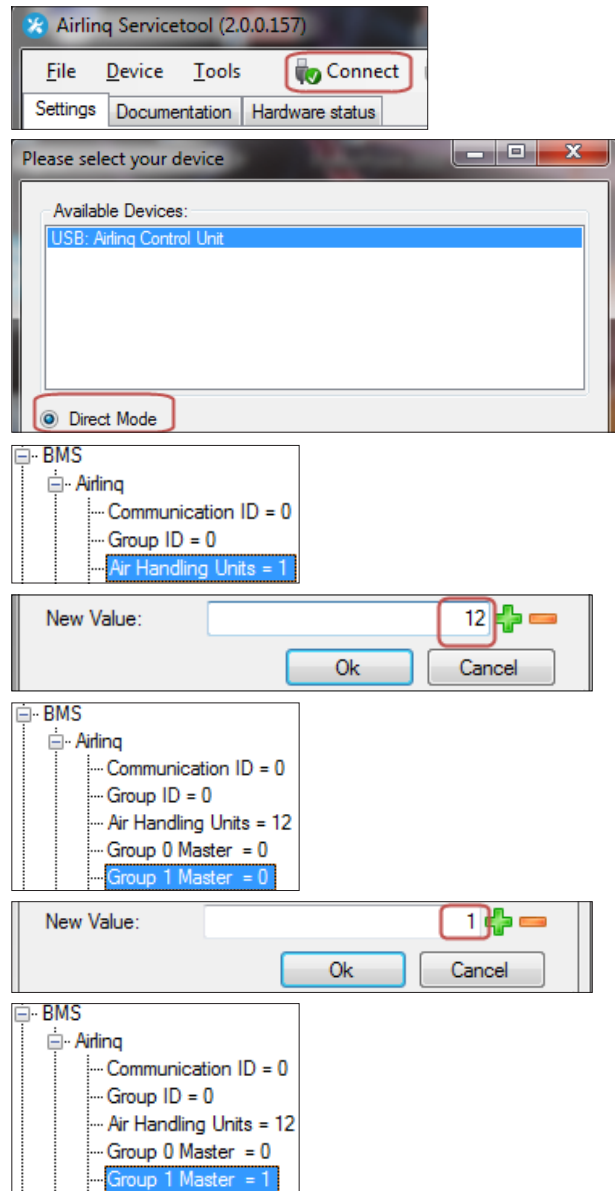 Airlinq Servicetool (2.0.0.157)
File Device Tools Connect
Settings Documentation Hardware status
Please select your device
Available Devices:
USB: Airlinq Control Unit
Direct Mode
BMS
Airlinq
Communication ID = 0
Group ID = 0
Air Handling Units = 1
New Value: 12
Ok Cancel
BMS
Airlinq
Communication ID = 0
Group ID = 0
Air Handling Units = 12
Group 0 Master = 0
Group 1 Master = 0
New Value: 1
Ok Cancel
BMS
Airlinq
Communication ID = 0
Group ID = 0
Air Handling Units = 12
Group 0 Master = 0
Group 1 Master = 1